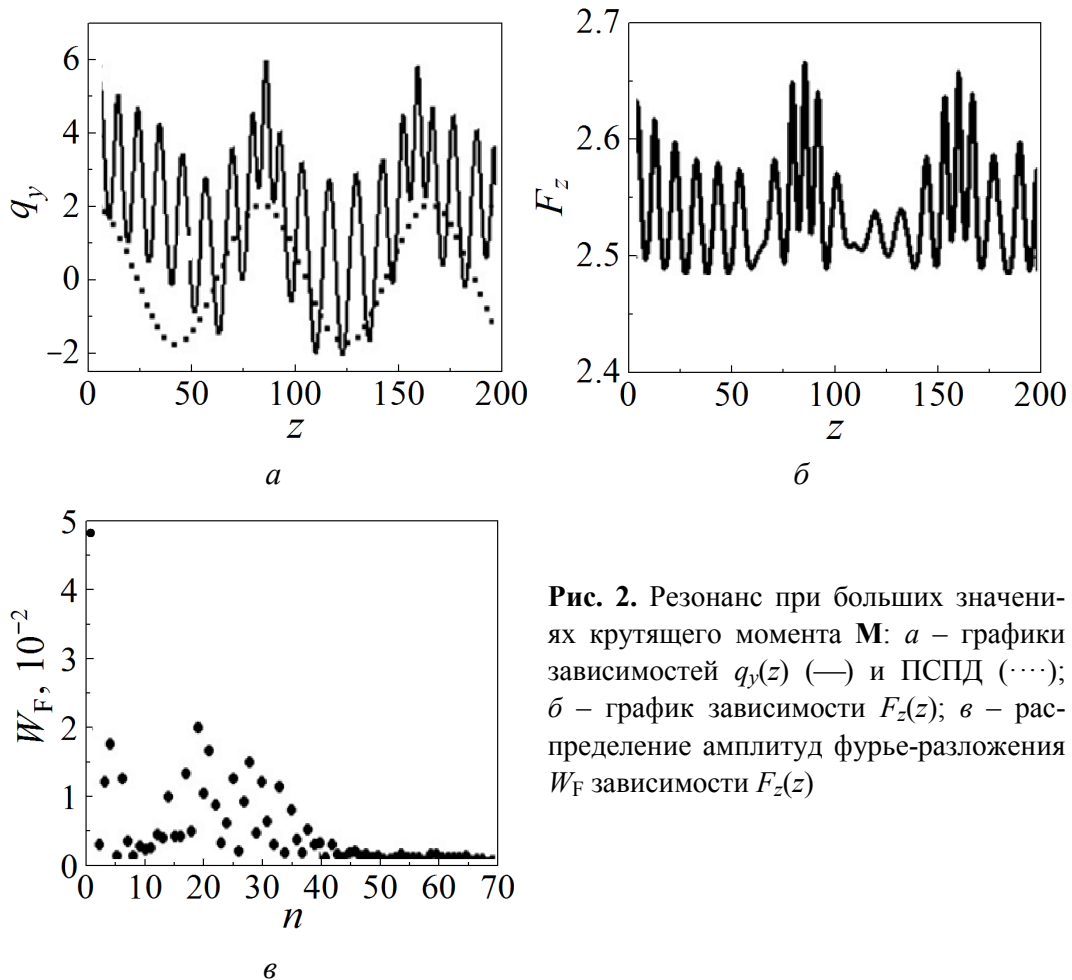 6
4
2
0
−2
q_y
0
50
100
150
200
z
а
2.7
2.6
2.5
2.4
F_z
0
50
100
150
200
z
б
5
4
3
2
1
0
W_F, 10^−2
0
10
20
30
40
50
60
70
n
в
Рис. 2. Резонанс при больших значени-
ях крутящего момента M: а – графики
зависимостей q_y(z) (—) и ПСПД (····);
б – график зависимости F_z(z); в – рас-
пределение амплитуд фурье-разложения
W_F зависимости F_z(z)